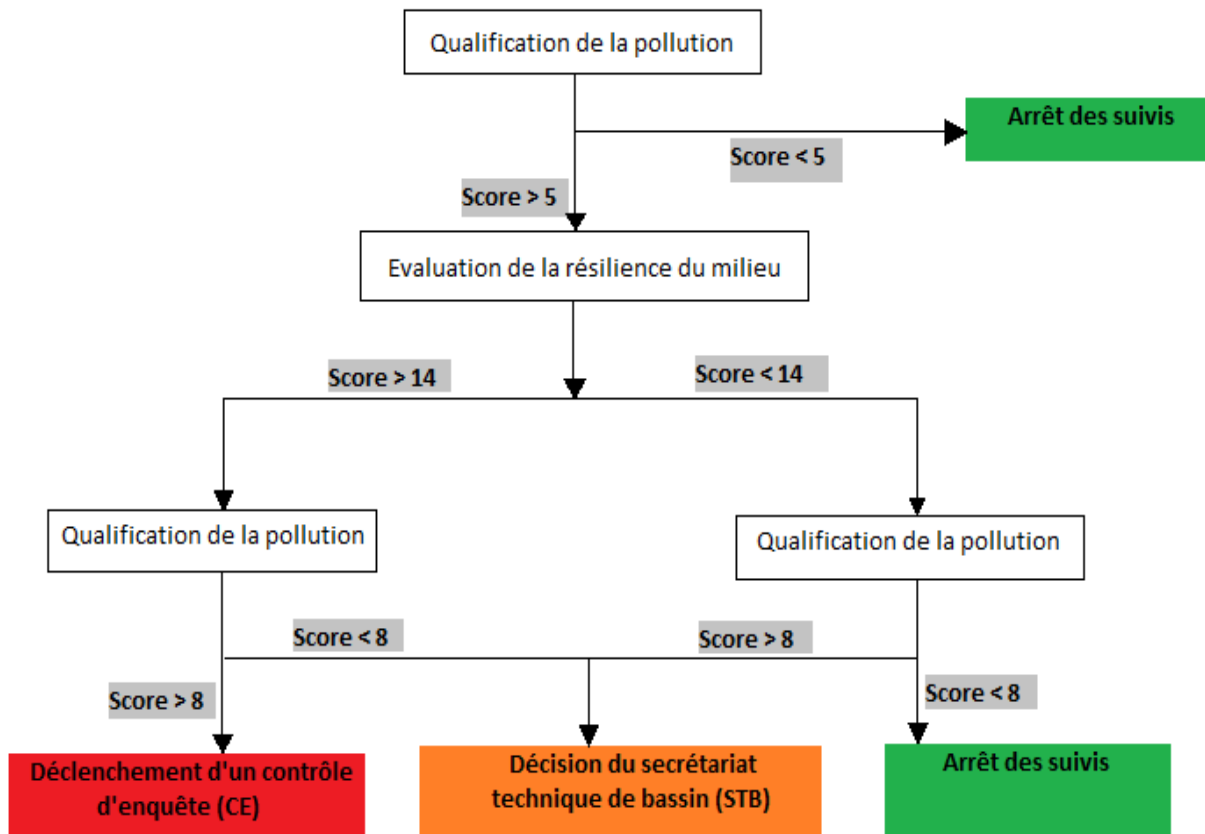 Qualification de la pollution
Arrêt des suivis
Score < 5
Score > 5
Evaluation de la résilience du milieu
Score > 14
Score < 14
Qualification de la pollution
Qualification de la pollution
Score < 8
Score > 8
Score > 8
Score < 8
Déclenchement d'un contrôle
d'enquête (CE)
Décision du secrétariat
technique de bassin (STB)
Arrêt des suivis